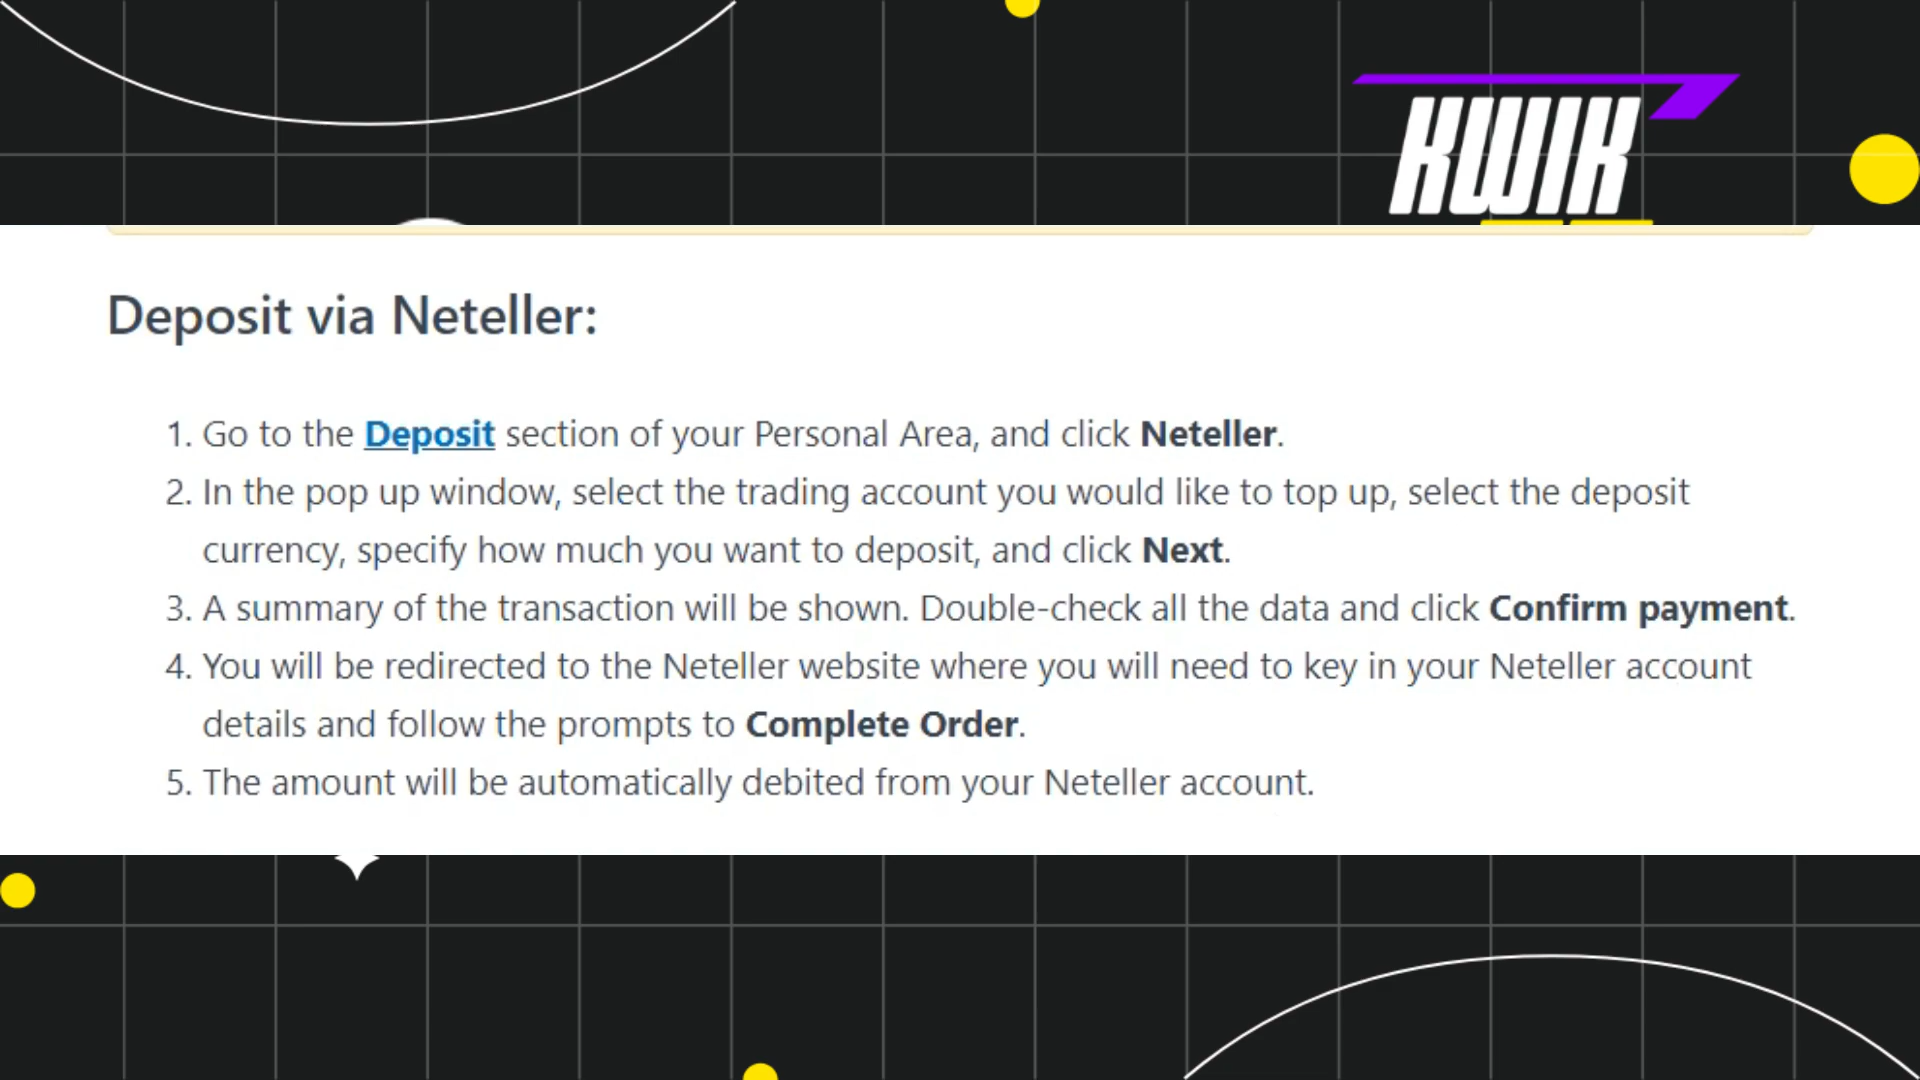 KWIK
Deposit via Neteller:
1. Go to the Deposit section of your Personal Area, and click Neteller.
2. In the pop up window, select the trading account you would like to top up, select the deposit
currency, specify how much you want to deposit, and click Next.
3. A summary of the transaction will be shown. Double-check all the data and click Confirm payment.
4. You will be redirected to the Neteller website where you will need to key in your Neteller account
details and follow the prompts to Complete Order.
5. The amount will be automatically debited from your Neteller account.